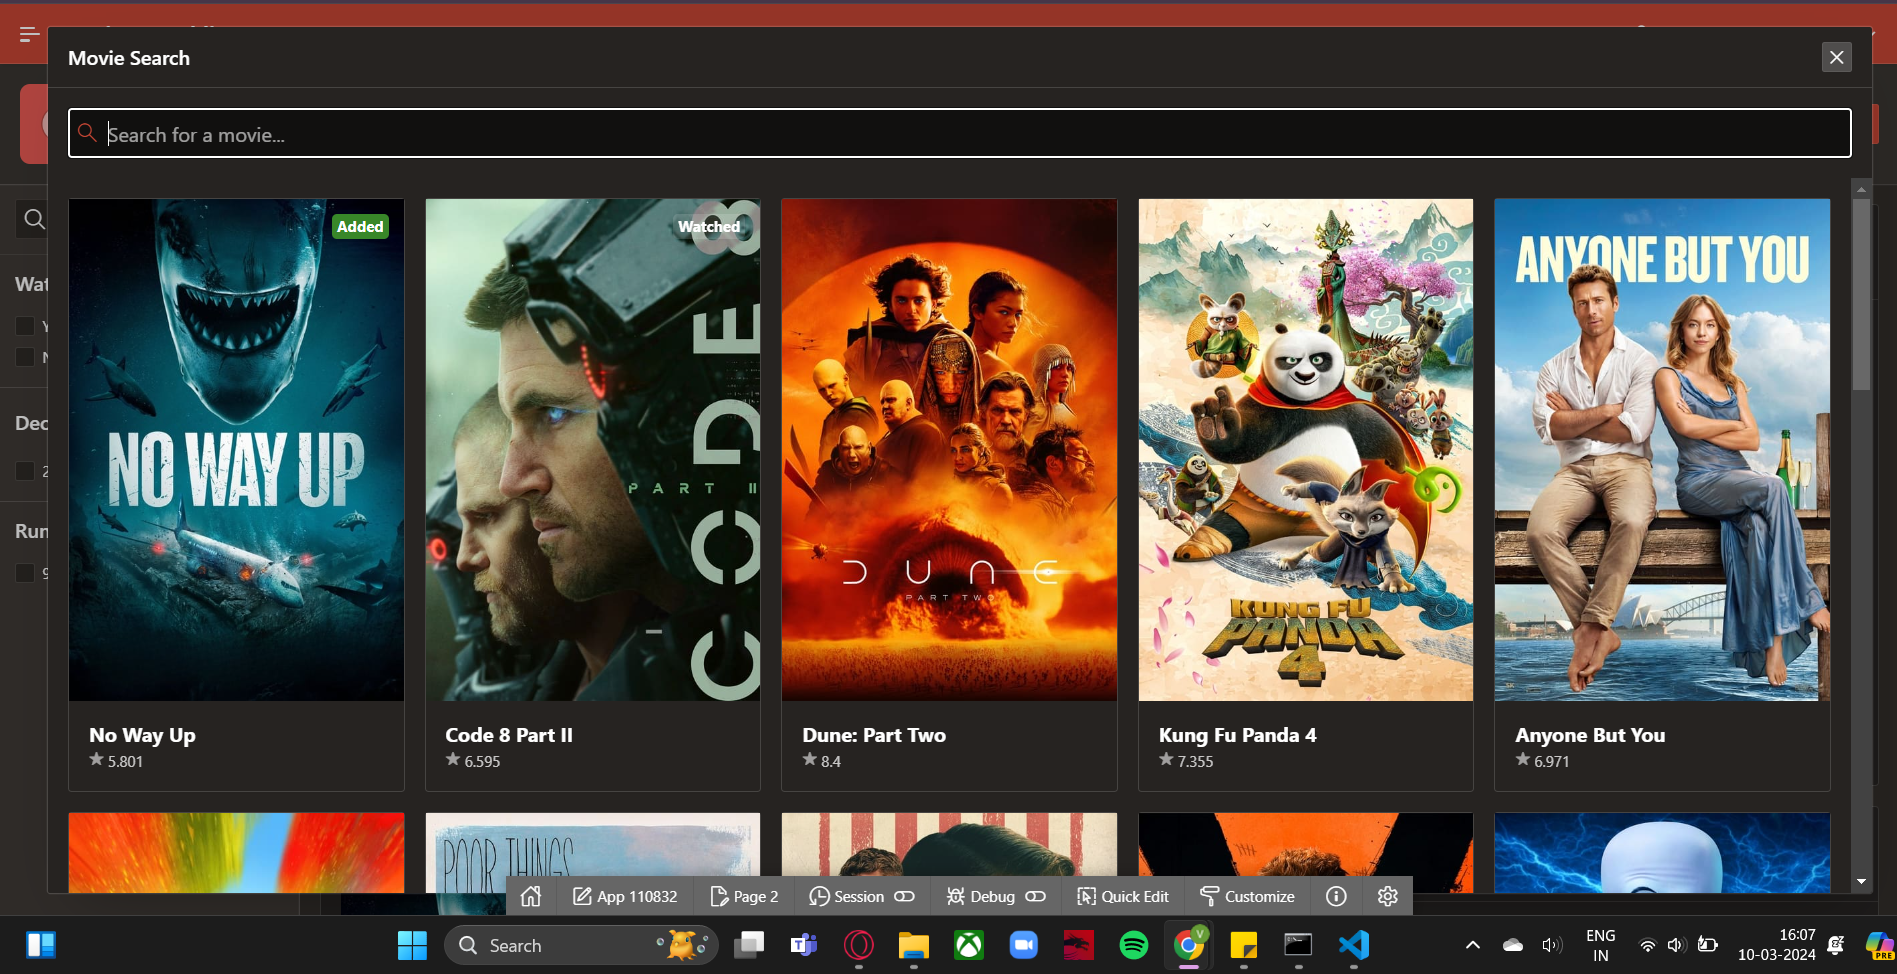 Movie Search
Search for a movie...
Wat
Y
N
Dec
2
Run
9
Added
NO WAY UP
No Way Up
5.801
Watched
CODE 8
PART II
Code 8 Part II
6.595
DUNE
PART TWO
Dune: Part Two
8.4
KUNG FU
PANDA
4
Kung Fu Panda 4
7.355
ANYONE BUT YOU
Anyone But You
6.971
POOR THINGS
App 110832
Page 2
Session
Debug
Quick Edit
Customize
Search
V
ENG
IN
16:07
10-03-2024
PRE